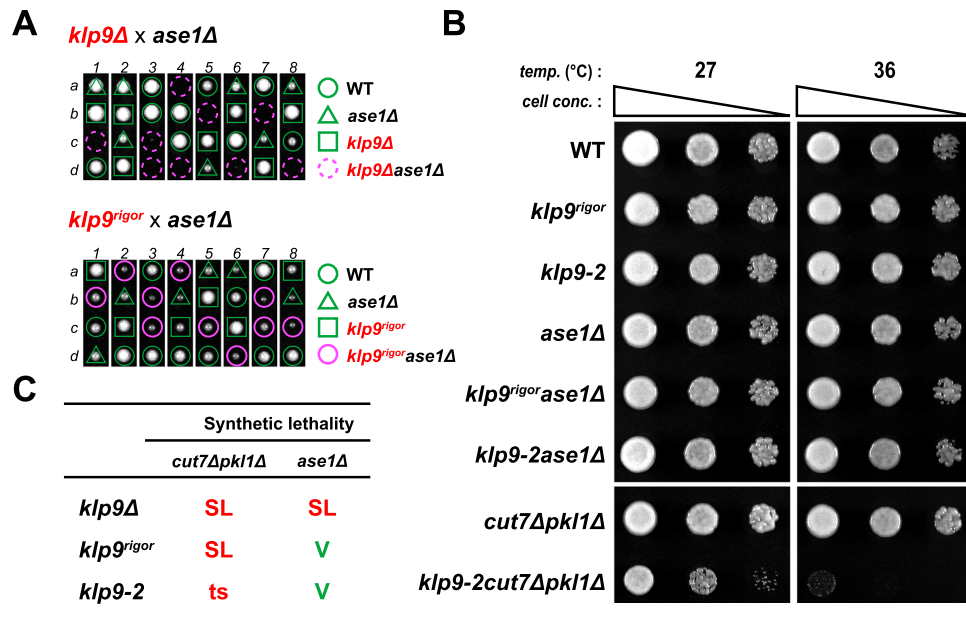 A
klp9Δ x ase1Δ
1 2 3 4 5 6 7 8
a
b
c
d
WT
ase1Δ
klp9Δ
klp9Δase1Δ
klp9rigor x ase1Δ
1 2 3 4 5 6 7 8
a
b
c
d
WT
ase1Δ
klp9rigor
klp9rigorase1Δ
C
Synthetic lethality
cut7Δpkl1Δ ase1Δ
klp9Δ SL SL
klp9rigor SL V
klp9-2 ts V
B
temp. (°C) : 27 36
cell conc. :
WT
klp9rigor
klp9-2
ase1Δ
klp9rigorase1Δ
klp9-2ase1Δ
cut7Δpkl1Δ
klp9-2cut7Δpkl1Δ